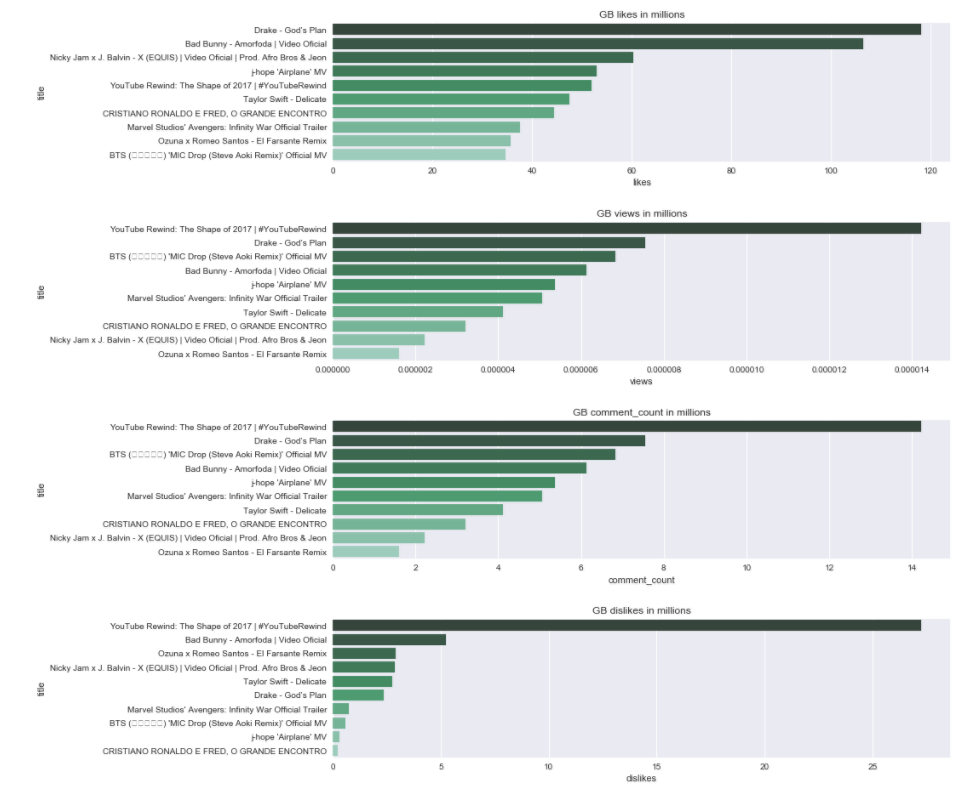 GB likes in millions
Drake - God's Plan
Bad Bunny - Amorfoda | Video Oficial
Nicky Jam x J. Balvin - X (EQUIS) | Video Oficial | Prod. Afro Bros & Jeon
j-hope 'Airplane' MV
YouTube Rewind: The Shape of 2017 | #YouTubeRewind
Taylor Swift - Delicate
CRISTIANO RONALDO E FRED, O GRANDE ENCONTRO
Marvel Studios' Avengers: Infinity War Official Trailer
Ozuna x Romeo Santos - El Farsante Remix
BTS (□□□□□) 'MIC Drop (Steve Aoki Remix)' Official MV
title
0 20 40 60 80 100 120
likes
GB views in millions
YouTube Rewind: The Shape of 2017 | #YouTubeRewind
Drake - God's Plan
BTS (□□□□□) 'MIC Drop (Steve Aoki Remix)' Official MV
Bad Bunny - Amorfoda | Video Oficial
j-hope 'Airplane' MV
Marvel Studios' Avengers: Infinity War Official Trailer
Taylor Swift - Delicate
CRISTIANO RONALDO E FRED, O GRANDE ENCONTRO
Nicky Jam x J. Balvin - X (EQUIS) | Video Oficial | Prod. Afro Bros & Jeon
Ozuna x Romeo Santos - El Farsante Remix
title
0.000000 0.000002 0.000004 0.000006 0.000008 0.000010 0.000012 0.000014
views
GB comment_count in millions
YouTube Rewind: The Shape of 2017 | #YouTubeRewind
Drake - God's Plan
BTS (□□□□□) 'MIC Drop (Steve Aoki Remix)' Official MV
Bad Bunny - Amorfoda | Video Oficial
j-hope 'Airplane' MV
Marvel Studios' Avengers: Infinity War Official Trailer
Taylor Swift - Delicate
CRISTIANO RONALDO E FRED, O GRANDE ENCONTRO
Nicky Jam x J. Balvin - X (EQUIS) | Video Oficial | Prod. Afro Bros & Jeon
Ozuna x Romeo Santos - El Farsante Remix
title
0 2 4 6 8 10 12 14
comment_count
GB dislikes in millions
YouTube Rewind: The Shape of 2017 | #YouTubeRewind
Bad Bunny - Amorfoda | Video Oficial
Ozuna x Romeo Santos - El Farsante Remix
Nicky Jam x J. Balvin - X (EQUIS) | Video Oficial | Prod. Afro Bros & Jeon
Taylor Swift - Delicate
Drake - God's Plan
Marvel Studios' Avengers: Infinity War Official Trailer
BTS (□□□□□) 'MIC Drop (Steve Aoki Remix)' Official MV
j-hope 'Airplane' MV
CRISTIANO RONALDO E FRED, O GRANDE ENCONTRO
title
0 5 10 15 20 25
dislikes